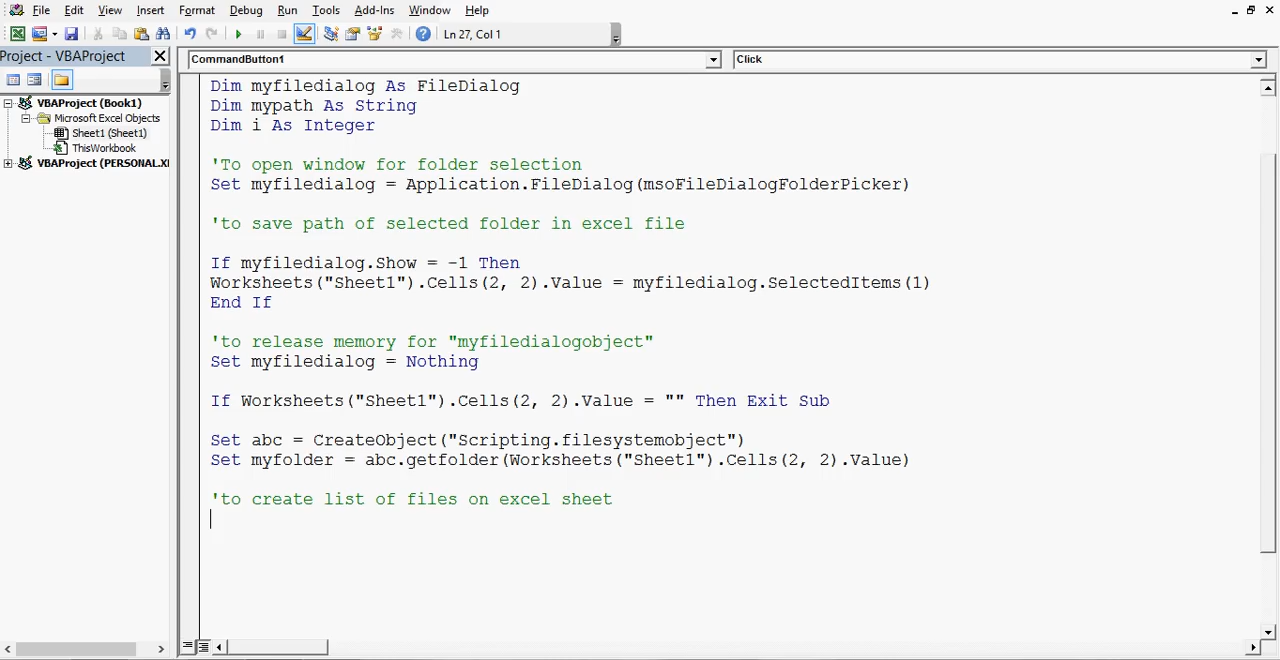 File Edit View Insert Format Debug Run Tools Add-Ins Window Help
Ln 27, Col 1
Project - VBAProject
VBAProject (Book1)
Microsoft Excel Objects
Sheet1 (Sheet1)
ThisWorkbook
VBAProject (PERSONAL.X
CommandButton1
Click
Dim myfiledialog As FileDialog
Dim mypath As String
Dim i As Integer
'To open window for folder selection
Set myfiledialog = Application.FileDialog(msoFileDialogFolderPicker)
'to save path of selected folder in excel file
If myfiledialog.Show = -1 Then
Worksheets("Sheet1").Cells(2, 2).Value = myfiledialog.SelectedItems(1)
End If
'to release memory for "myfiledialogobject"
Set myfiledialog = Nothing
If Worksheets("Sheet1").Cells(2, 2).Value = "" Then Exit Sub
Set abc = CreateObject("Scripting.filesystemobject")
Set myfolder = abc.getfolder(Worksheets("Sheet1").Cells(2, 2).Value)
'to create list of files on excel sheet